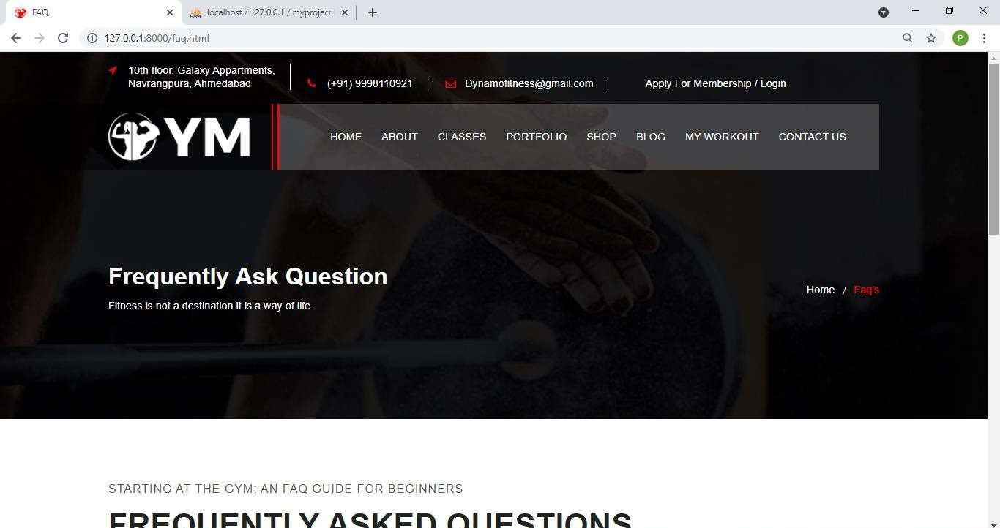 FAQ
localhost / 127.0.0.1 / myproject
127.0.0.1:8000/faq.html
P
10th floor, Galaxy Appartments,
Navrangpura, Ahmedabad
(+91) 9998110921
Dynamofitness@gmail.com
Apply For Membership / Login
YM
HOME ABOUT CLASSES PORTFOLIO SHOP BLOG MY WORKOUT CONTACT US
Frequently Ask Question
Fitness is not a destination it is a way of life.
Home / Faq's
STARTING AT THE GYM: AN FAQ GUIDE FOR BEGINNERS
FREQUENTLY ASKED QUESTIONS